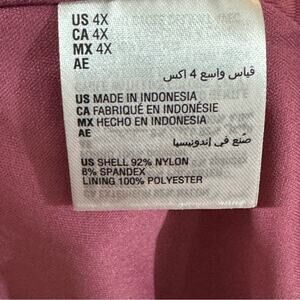 US 4X
CA 4X
MX 4X
AE
قياس واسع 4 اكس
US MADE IN INDONESIA
CA FABRIQUÉ EN INDONÉSIE
MX HECHO EN INDONESIA
AE
صنع في إندونيسيا
US SHELL 92% NYLON
8% SPANDEX
LINING 100% POLYESTER